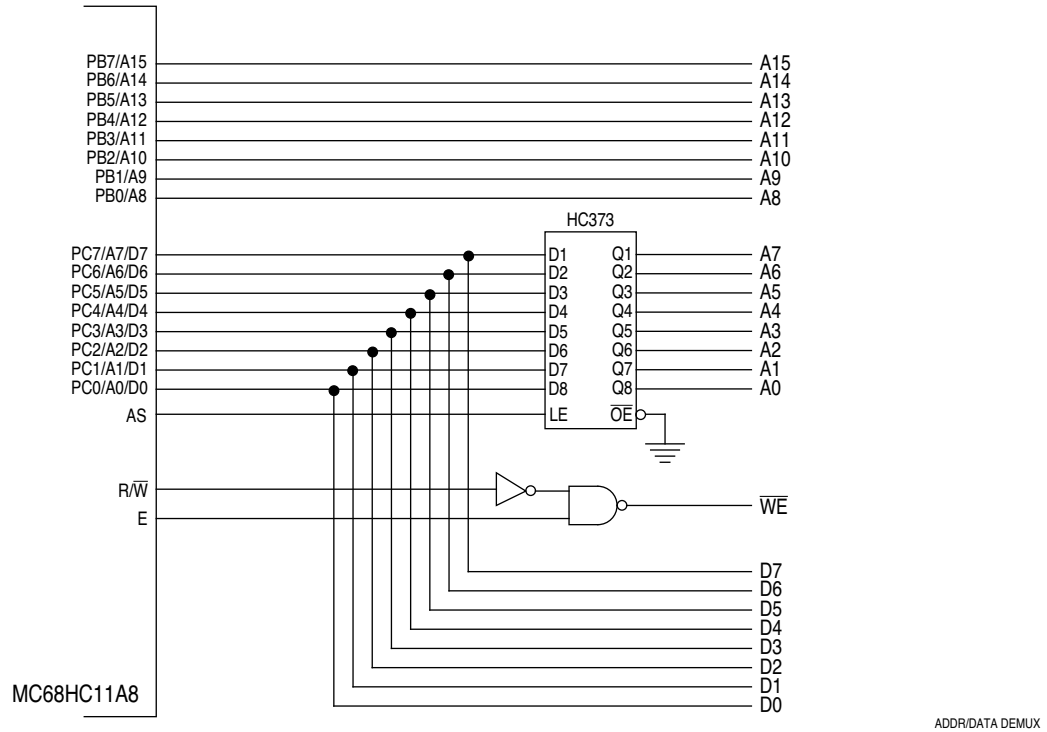 PB7/A15 A15
PB6/A14 A14
PB5/A13 A13
PB4/A12 A12
PB3/A11 A11
PB2/A10 A10
PB1/A9 A9
PB0/A8 A8
HC373
PC7/A7/D7 D1 Q1 A7
PC6/A6/D6 D2 Q2 A6
PC5/A5/D5 D3 Q3 A5
PC4/A4/D4 D4 Q4 A4
PC3/A3/D3 D5 Q5 A3
PC2/A2/D2 D6 Q6 A2
PC1/A1/D1 D7 Q7 A1
PC0/A0/D0 D8 Q8 A0
AS LE O̅E̅
R/W̅
E W̅E̅
D7
D6
D5
D4
D3
D2
MC68HC11A8 D1
D0
ADDR/DATA DEMUX